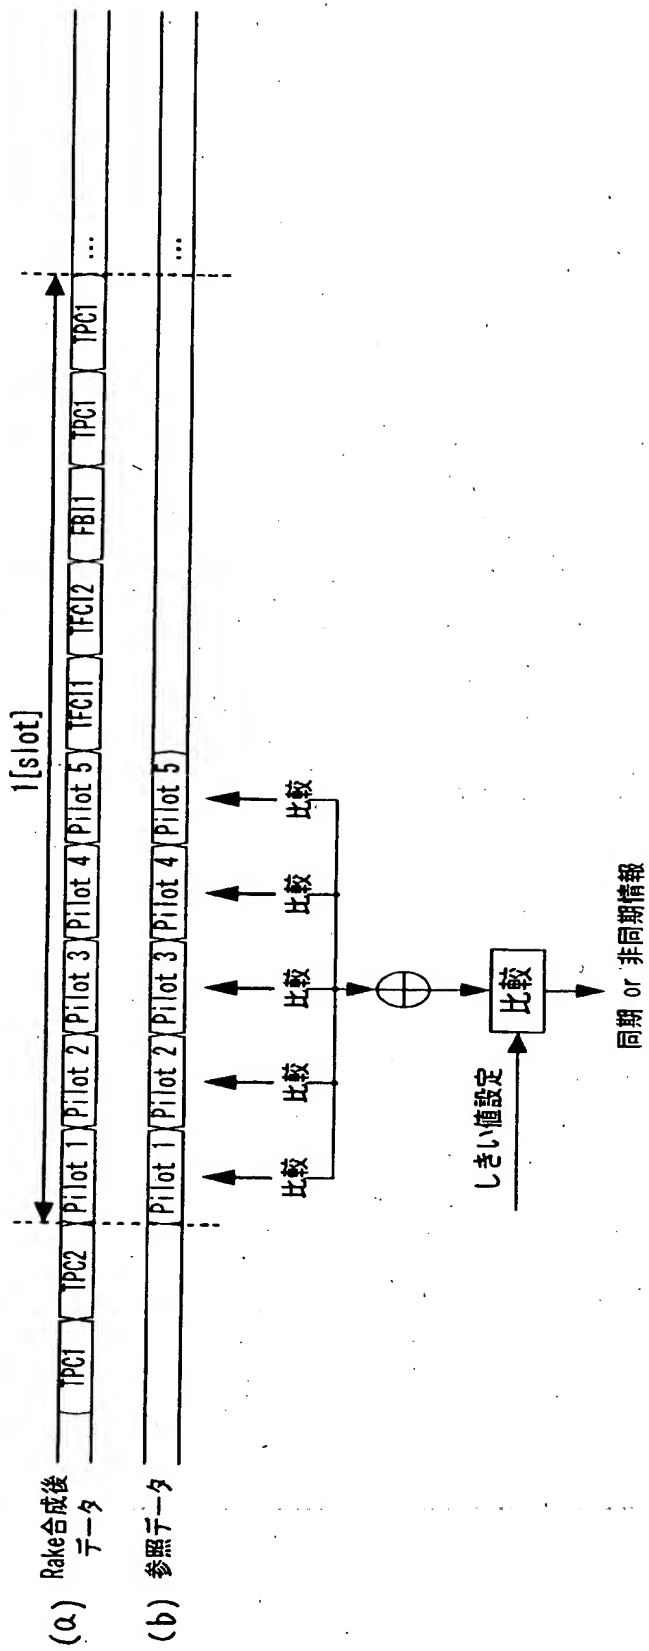 1[slot]
(a) Rake合成後
データ
TPC1 TPC2 Pilot 1 Pilot 2 Pilot 3 Pilot 4 Pilot 5 TFCI1 TFCI2 FBI1 TPC1 TPC1 ...
(b) 参照データ
Pilot 1 Pilot 2 Pilot 3 Pilot 4 Pilot 5 ...
比較 比較 比較 比較 比較
しきい値設定
比較
同期 or 非同期情報